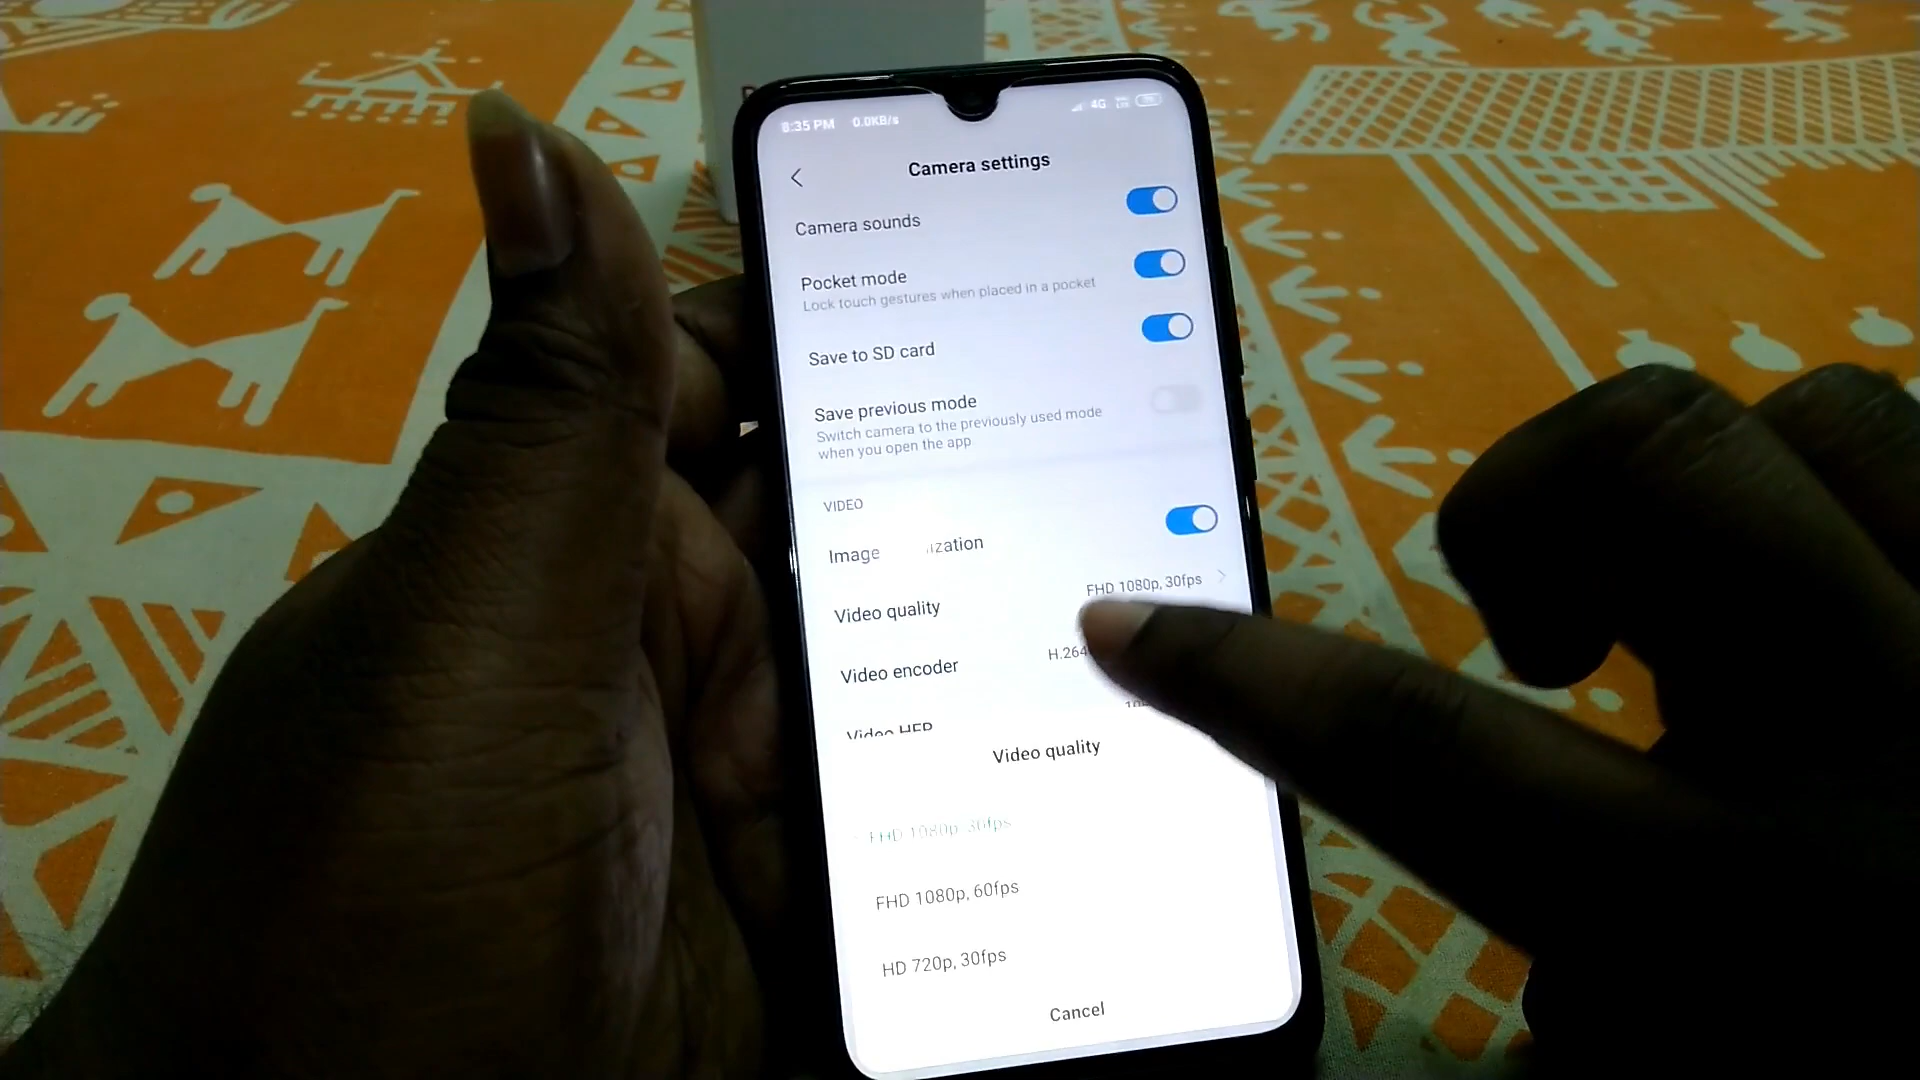 8:35 PM 0.0KB/s 4G
Camera settings
Camera sounds
Pocket mode
Lock touch gestures when placed in a pocket
Save to SD card
Save previous mode
Switch camera to the previously used mode
when you open the app
VIDEO
Image ization
Video quality FHD 1080p, 30fps
Video encoder H.264
Video
Video quality
FHD 1080p, 30fps
FHD 1080p, 60fps
HD 720p, 30fps
Cancel